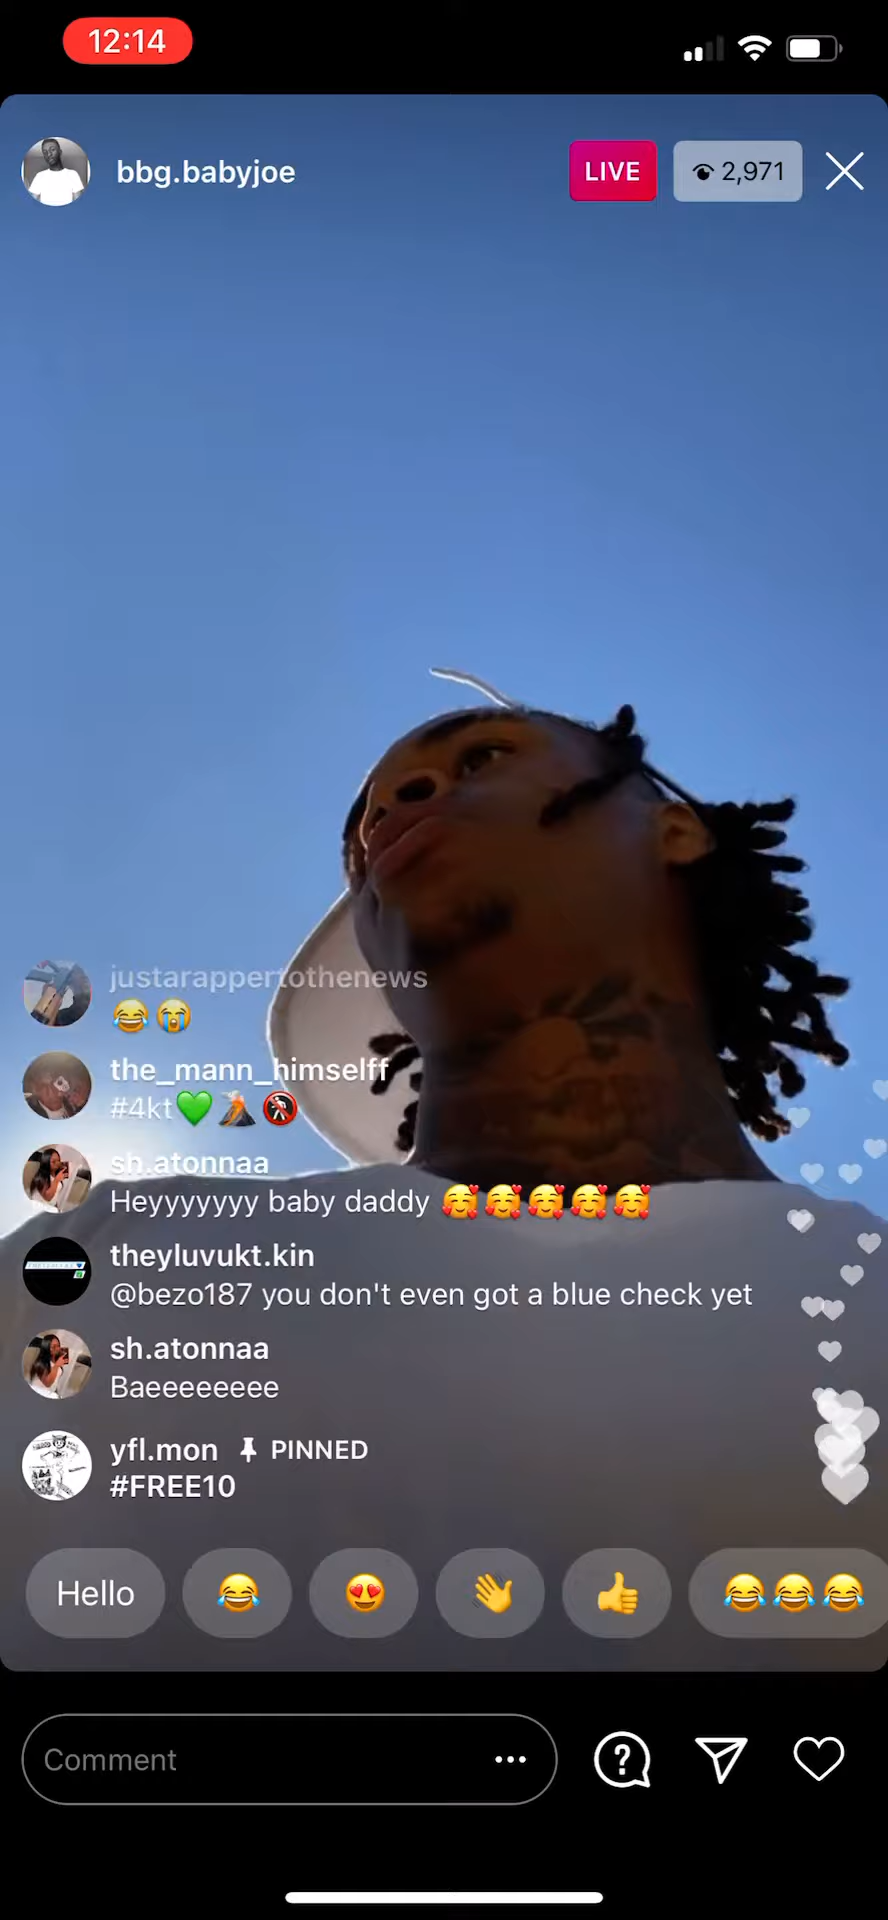 12:14
bbg.babyjoe
LIVE
2,971
justarappertothenews
😂😭
the_mann_himselff
#4kt💚🌋🚷
sh.atonnaa
Heyyyyyyy baby daddy 🥰🥰🥰🥰🥰
theyluvukt.kin
@bezo187 you don't even got a blue check yet
sh.atonnaa
Baeeeeeeee
yfl.mon PINNED
#FREE10
Hello 😂 😍 👋 👍 😂😂😂
Comment